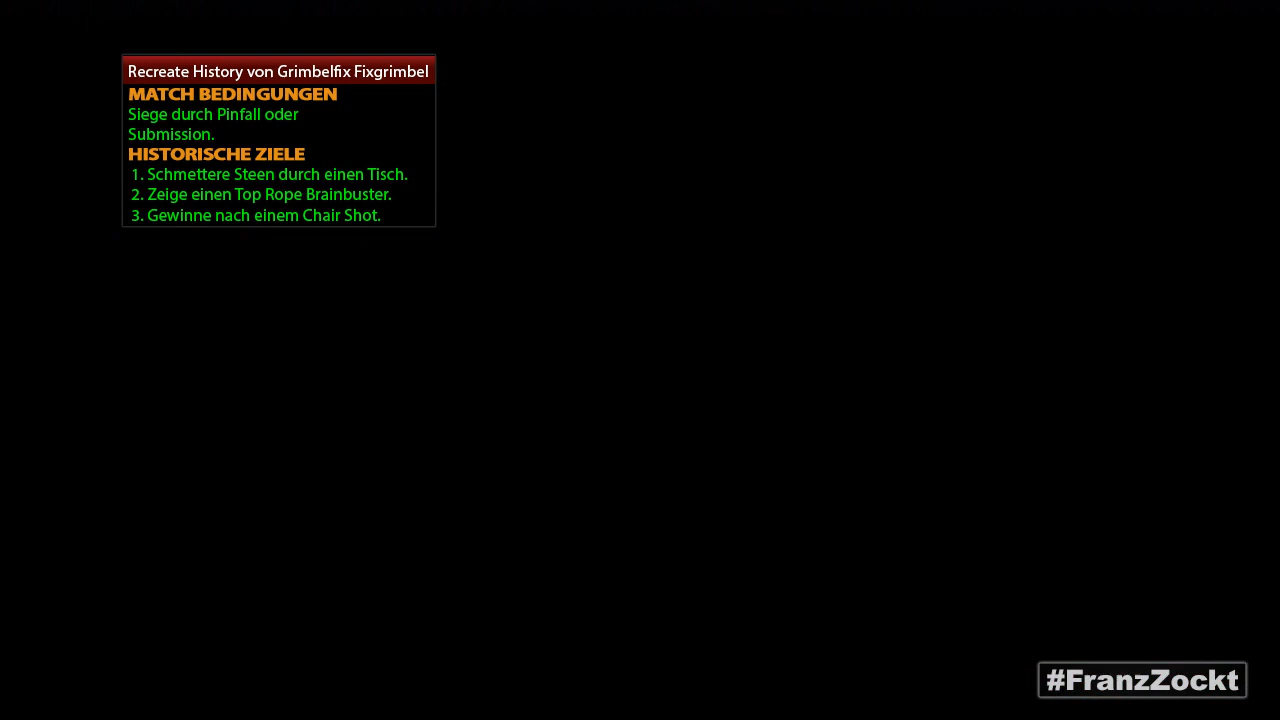 Recreate History von Grimbelfix Fixgrimbel
MATCH BEDINGUNGEN
Siege durch Pinfall oder
Submission.
HISTORISCHE ZIELE
1. Schmettere Steen durch einen Tisch.
2. Zeige einen Top Rope Brainbuster.
3. Gewinne nach einem Chair Shot.
#FranzZockt